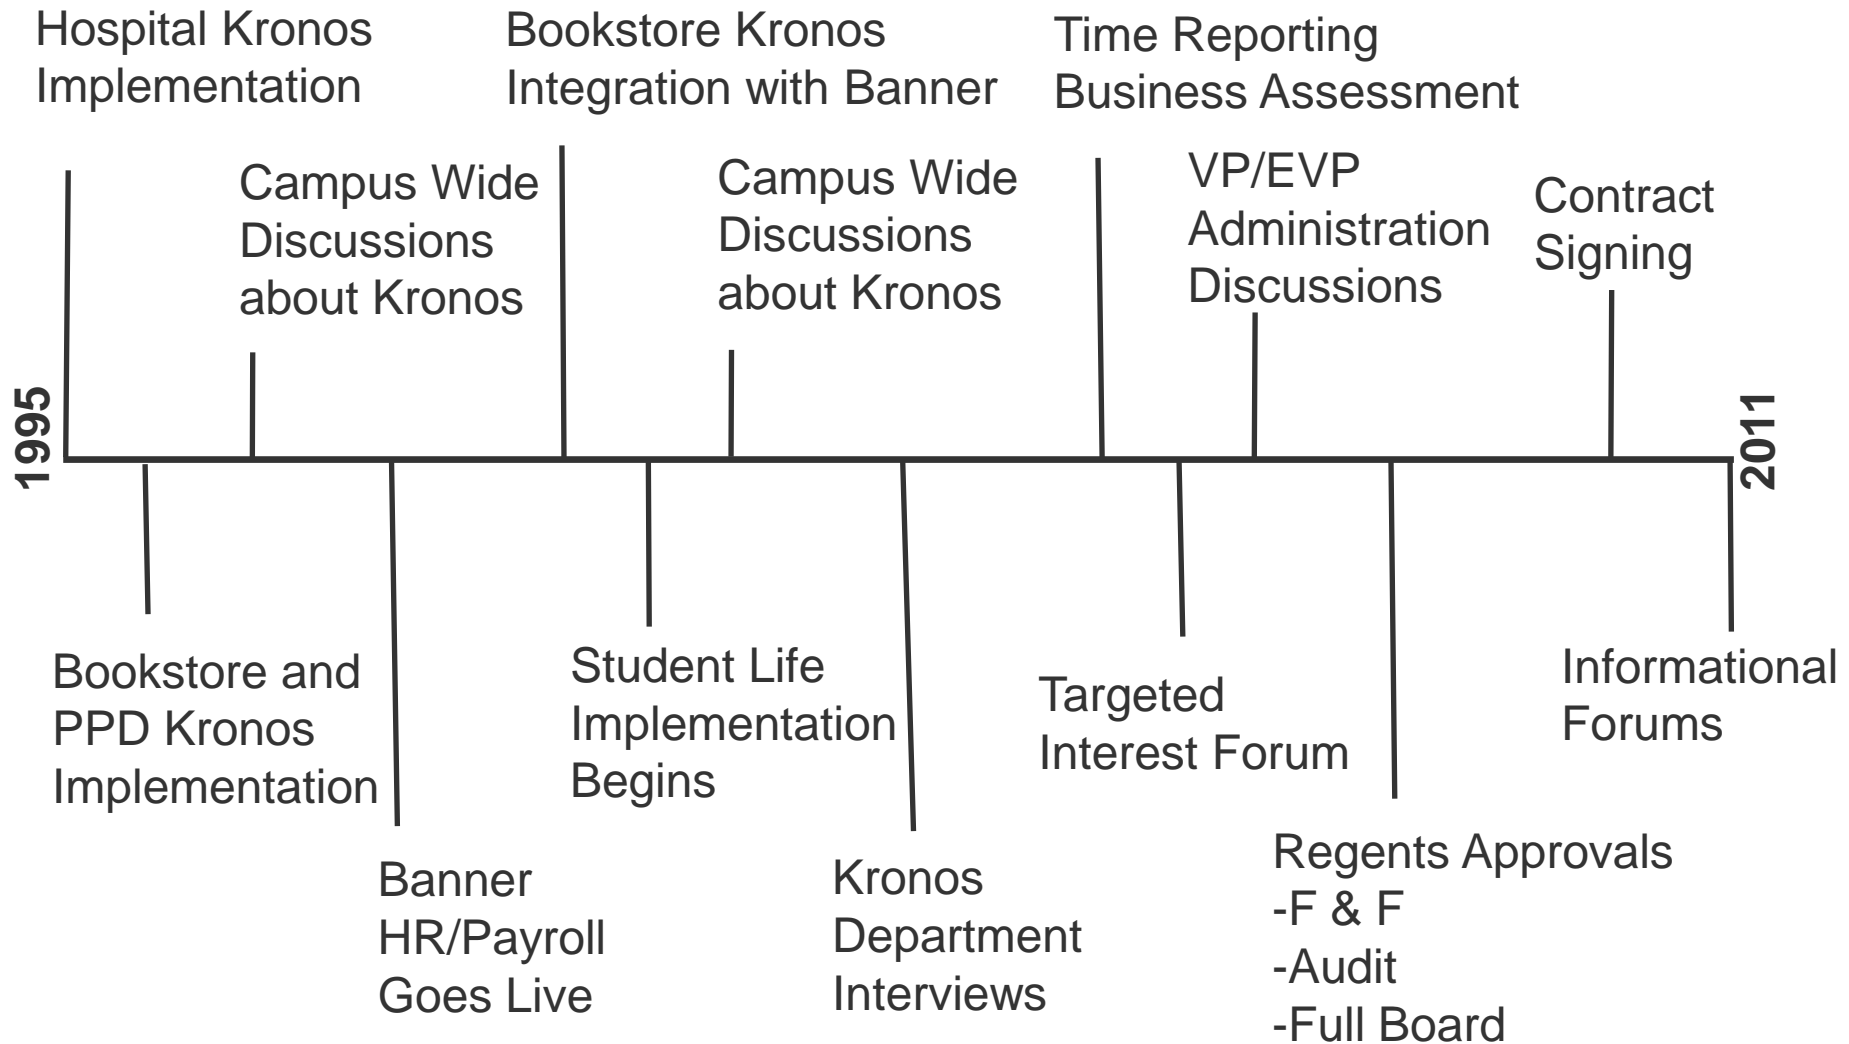 Hospital Kronos
Implementation
Bookstore Kronos
Integration with Banner
Time Reporting
Business Assessment
Campus Wide
Discussions
about Kronos
Campus Wide
Discussions
about Kronos
VP/EVP
Administration
Discussions
Contract
Signing
1995
2011
Bookstore and
PPD Kronos
Implementation
Student Life
Implementation
Begins
Targeted
Interest Forum
Informational
Forums
Banner
HR/Payroll
Goes Live
Kronos
Department
Interviews
Regents Approvals
-F & F
-Audit
-Full Board